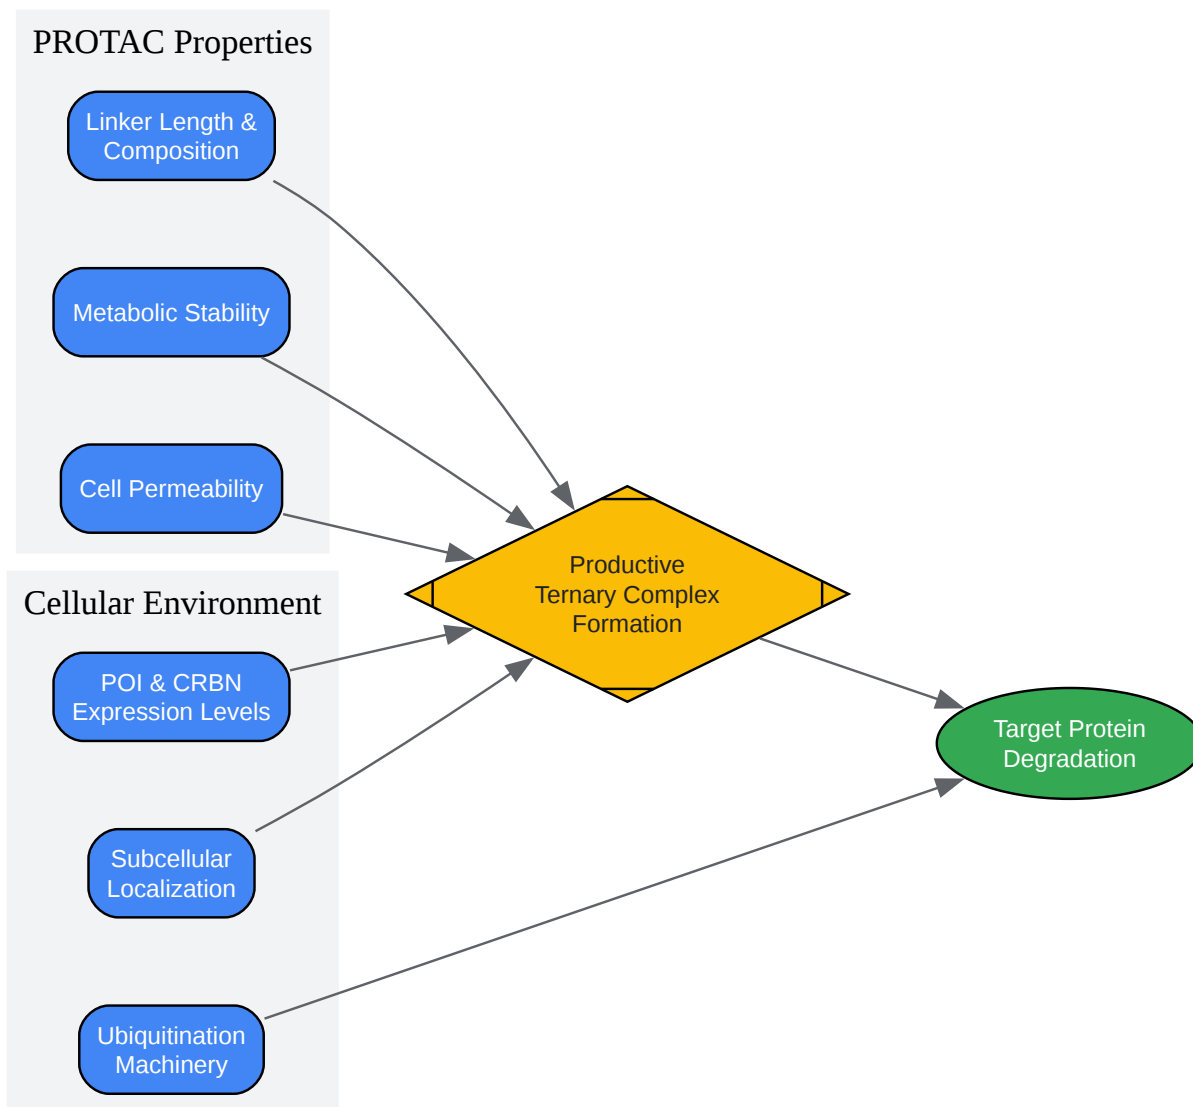 PROTAC Properties
Linker Length &
Composition
Metabolic Stability
Cell Permeability
Productive
Ternary Complex
Formation
Cellular Environment
POI & CRBN
Expression Levels
Subcellular
Localization
Ubiquitination
Machinery
Target Protein
Degradation